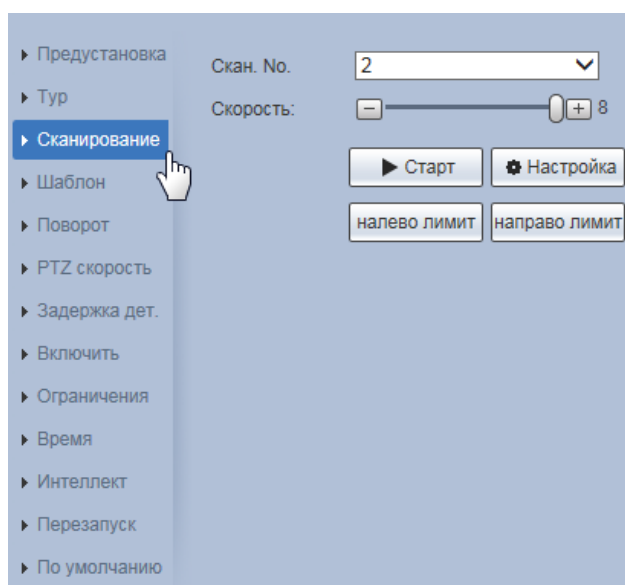 Предустановка
Тур
Сканирование
Шаблон
Поворот
PTZ скорость
Задержка дет.
Включить
Ограничения
Время
Интеллект
Перезапуск
По умолчанию
Скан. No. 2
Скорость: 8
Старт Настройка
налево лимит направо лимит